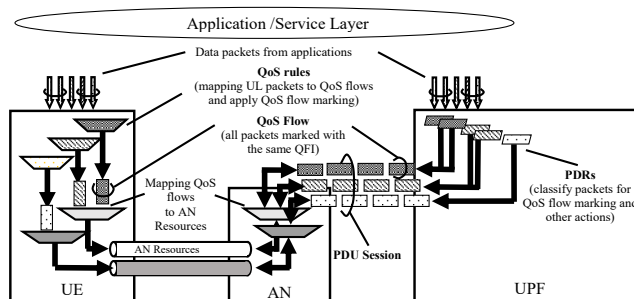 Application /Service Layer
Data packets from applications
QoS rules
(mapping UL packets to QoS flows
and apply QoS flow marking)
QoS Flow
(all packets marked with
the same QFI)
PDRs
(classify packets for
QoS flow marking and
other actions)
Mapping QoS
flows
to AN
Resources
PDU Session
AN Resources
UE
AN
UPF